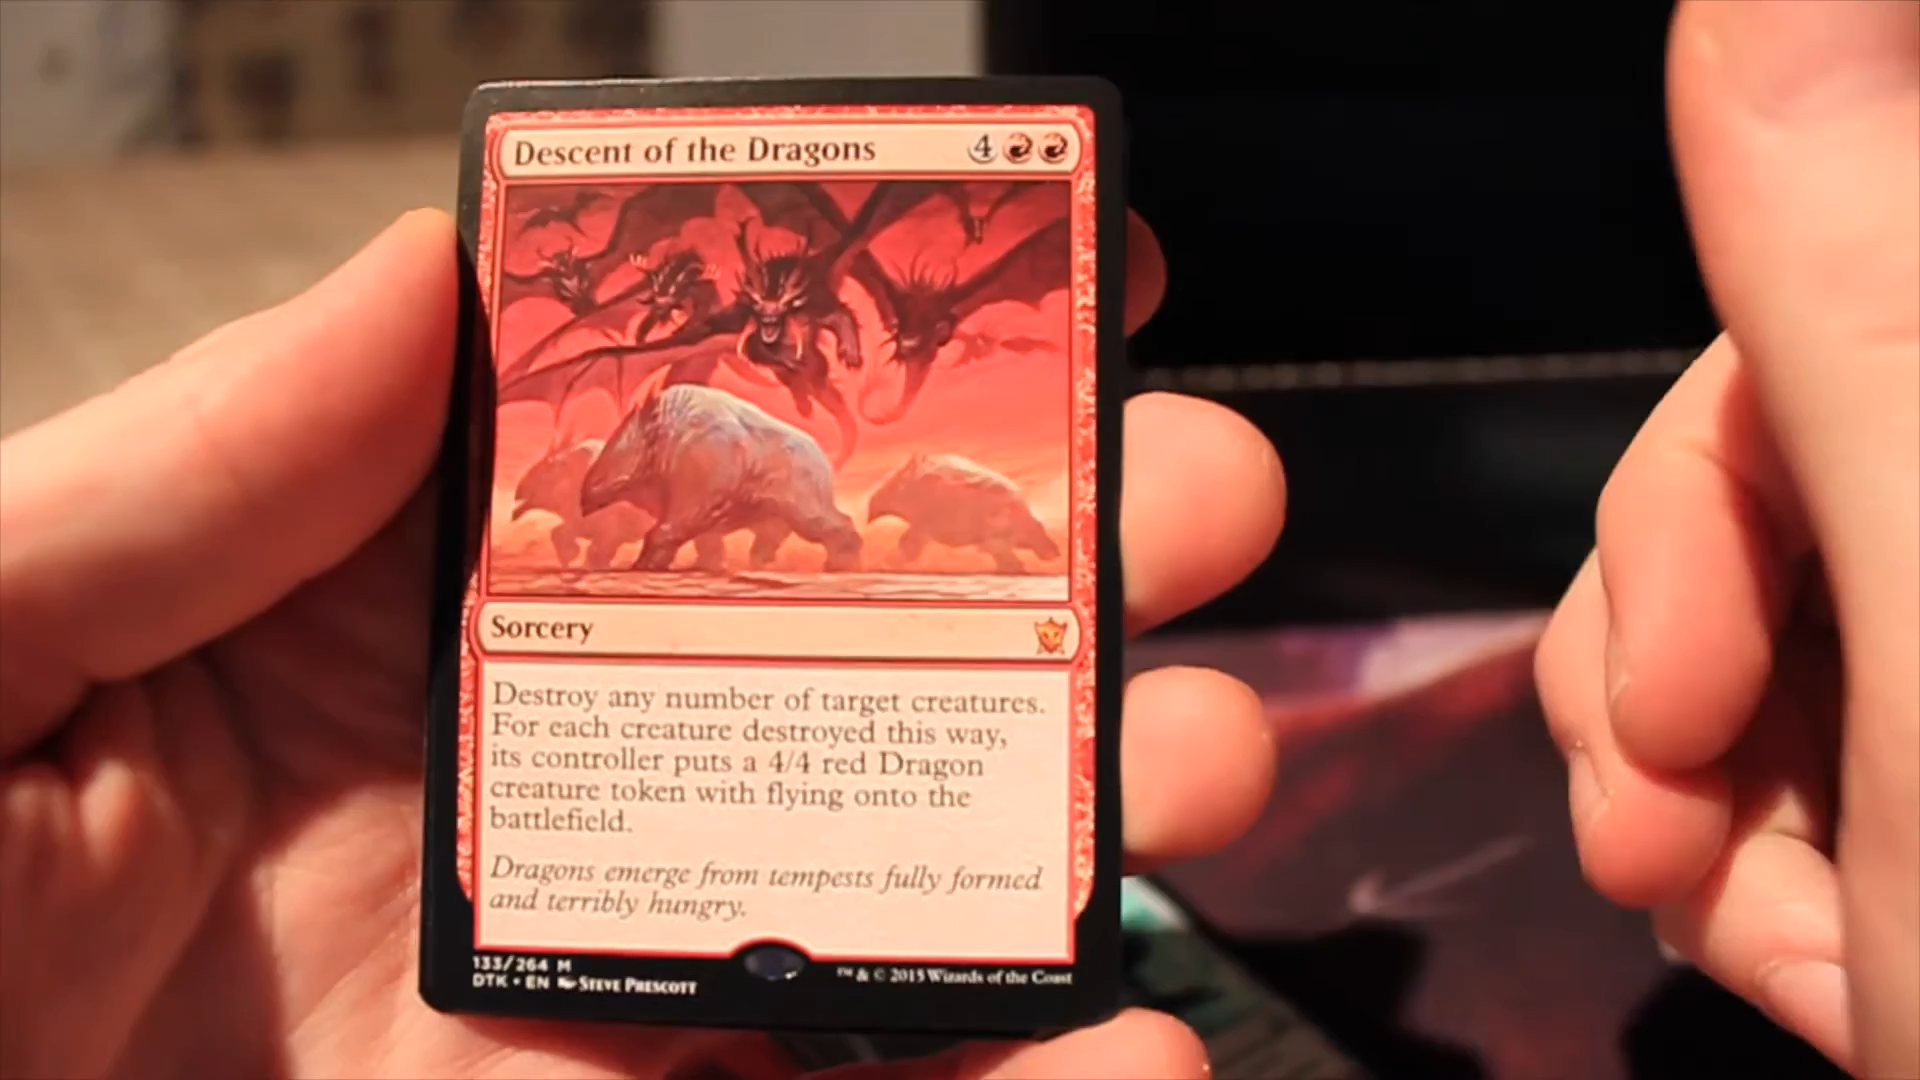 Descent of the Dragons 4
Sorcery
Destroy any number of target creatures.
For each creature destroyed this way,
its controller puts a 4/4 red Dragon
creature token with flying onto the
battlefield.
Dragons emerge from tempests fully formed
and terribly hungry.
133/264 M
DTK • EN Steve Prescott
™ & © 2015 Wizards of the Coast